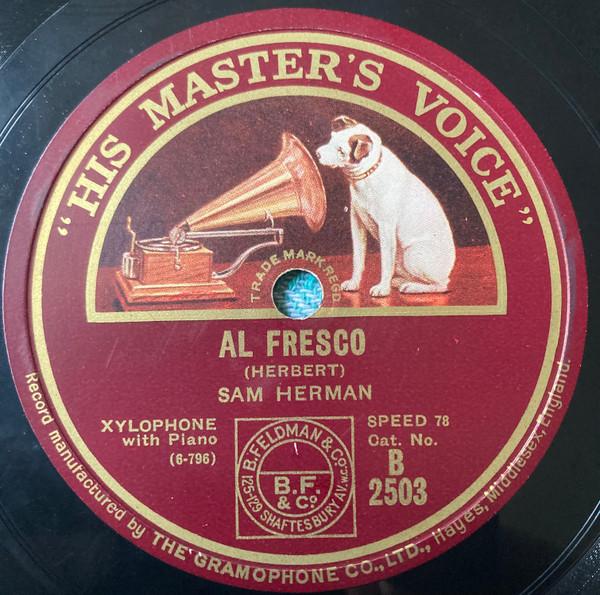 "HIS MASTER'S VOICE"
TRADE MARK REGD.
AL FRESCO
(HERBERT)
SAM HERMAN
XYLOPHONE
with Piano
(6-796)
B. FELDMAN & CO
125-129 SHAFTESBURY AV. W.C.
B.F.
& Co
SPEED 78
Cat. No.
B
2503
Record manufactured by THE GRAMOPHONE CO., LTD., Hayes, Middlesex, England.